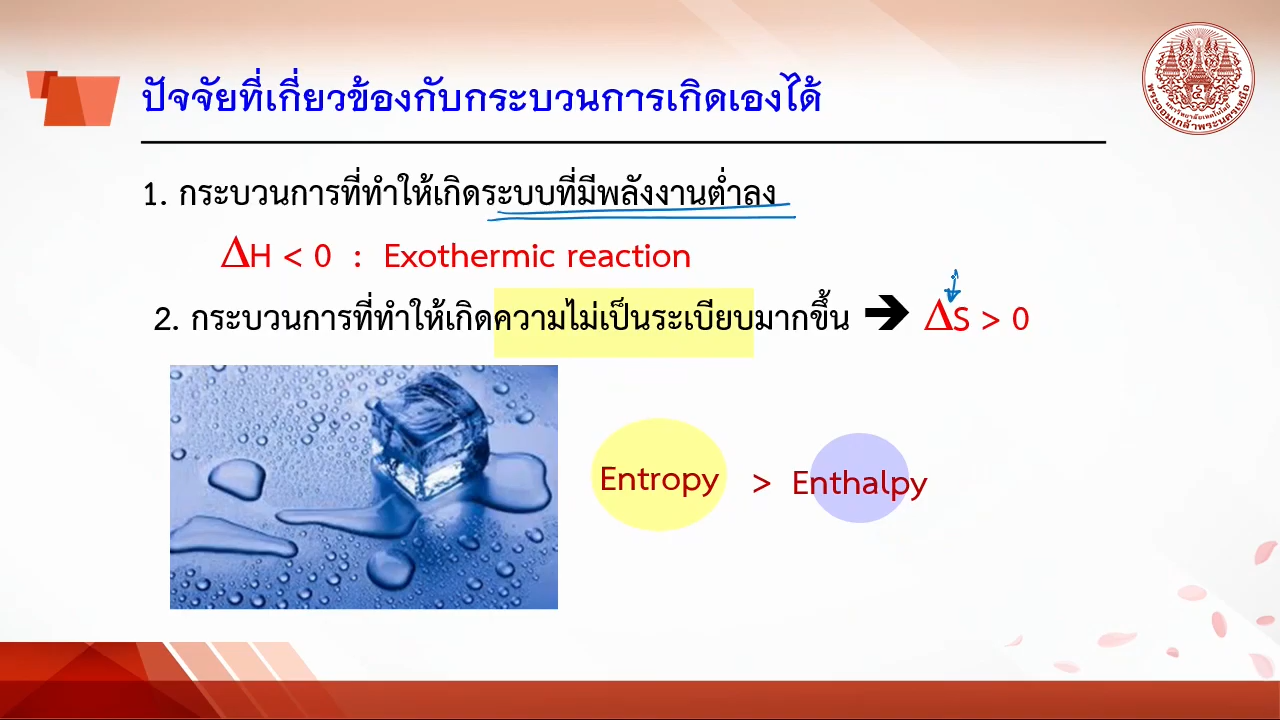 ปัจจัยที่เกี่ยวข้องกับกระบวนการเกิดเองได้
1. กระบวนการที่ทำให้เกิดระบบที่มีพลังงานต่ำลง
ΔH < 0 : Exothermic reaction
2. กระบวนการที่ทำให้เกิดความไม่เป็นระเบียบมากขึ้น ➔ ΔS > 0
Entropy > Enthalpy